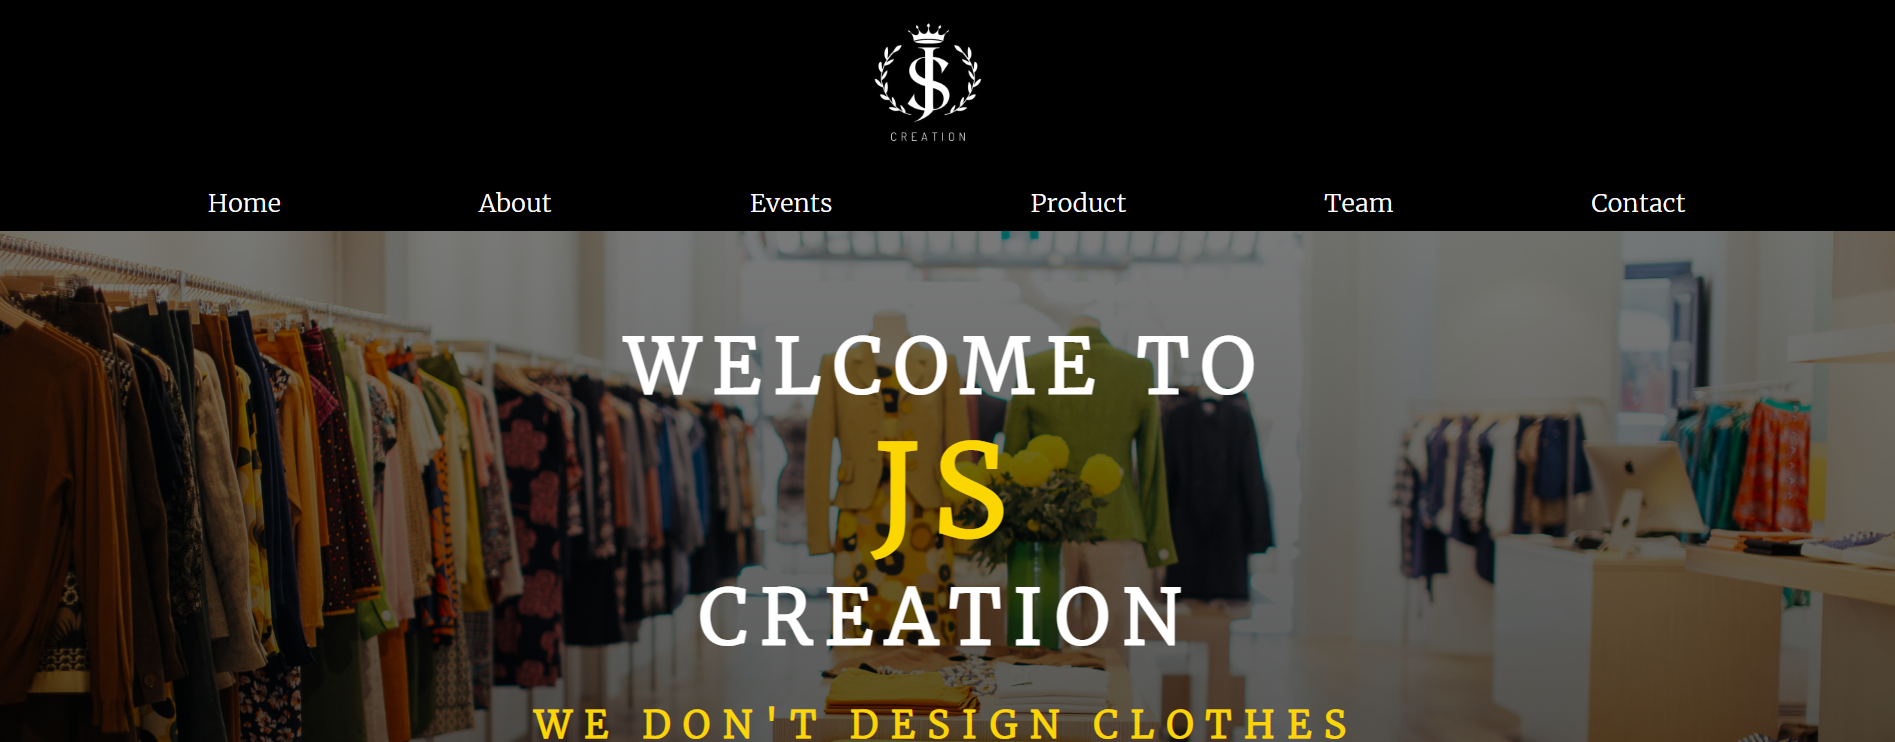 JS
CREATION
Home About Events Product Team Contact
WELCOME TO
JS
CREATION
WE DON'T DESIGN CLOTHES